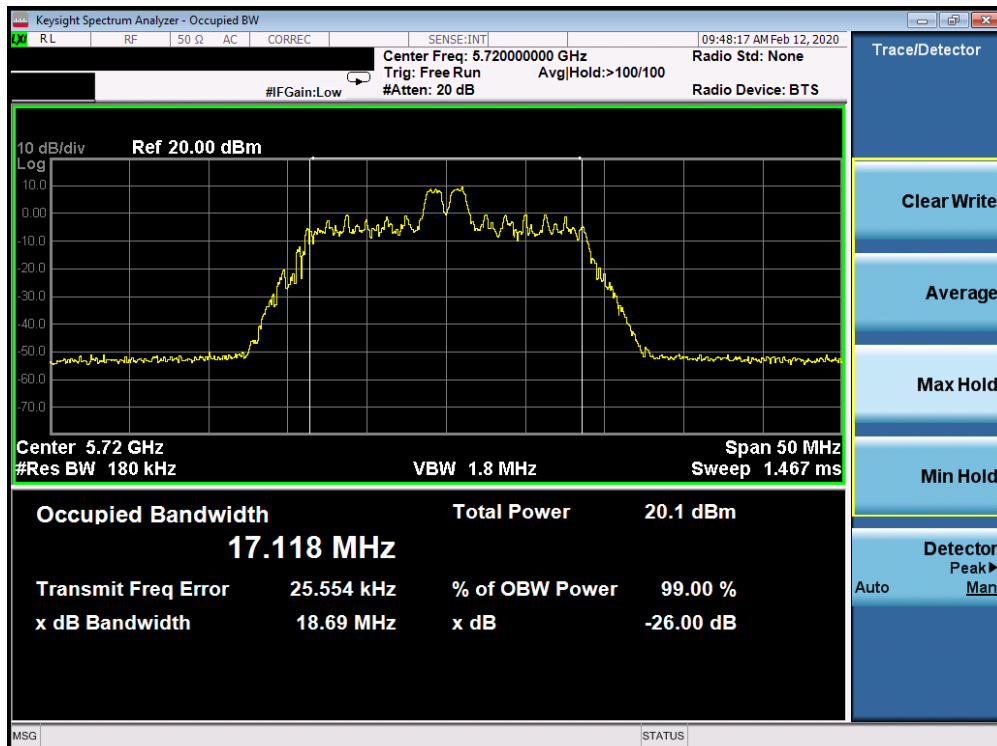 Keysight Spectrum Analyzer - Occupied BW
LXI RL RF 50 Ω AC CORREC SENSE:INT 09:48:17 AM Feb 12, 2020
Center Freq: 5.720000000 GHz Radio Std: None
Trig: Free Run Avg|Hold:>100/100
#IFGain:Low #Atten: 20 dB Radio Device: BTS
Trace/Detector
10 dB/div Ref 20.00 dBm
Log
10.0
0.00
-10.0
-20.0
-30.0
-40.0
-50.0
-60.0
-70.0
Center 5.72 GHz Span 50 MHz
#Res BW 180 kHz VBW 1.8 MHz Sweep 1.467 ms
Occupied Bandwidth Total Power 20.1 dBm
17.118 MHz
Transmit Freq Error 25.554 kHz % of OBW Power 99.00 %
x dB Bandwidth 18.69 MHz x dB -26.00 dB
Clear Write
Average
Max Hold
Min Hold
Detector
Peak▶
Auto Man
MSG STATUS